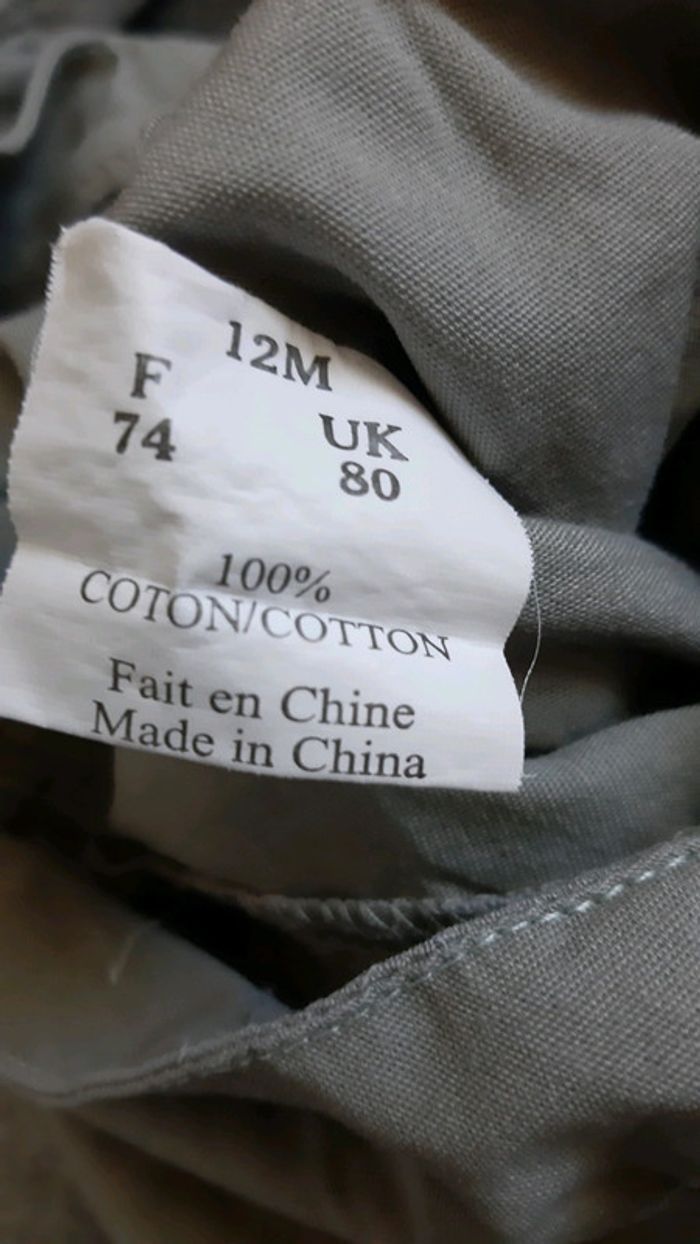 12M
F
74
UK
80
100%
COTON/COTTON
Fait en Chine
Made in China